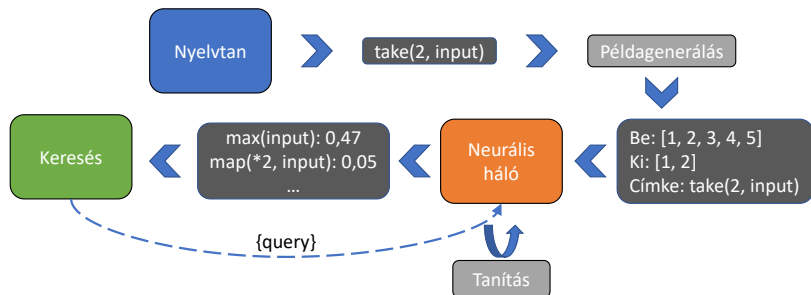 Nyelvtan
take(2, input)
Példagenerálás
Be: [1, 2, 3, 4, 5]
Ki: [1, 2]
Címke: take(2, input)
Neurális
háló
max(input): 0,47
map(*2, input): 0,05
...
Keresés
{query}
Tanítás